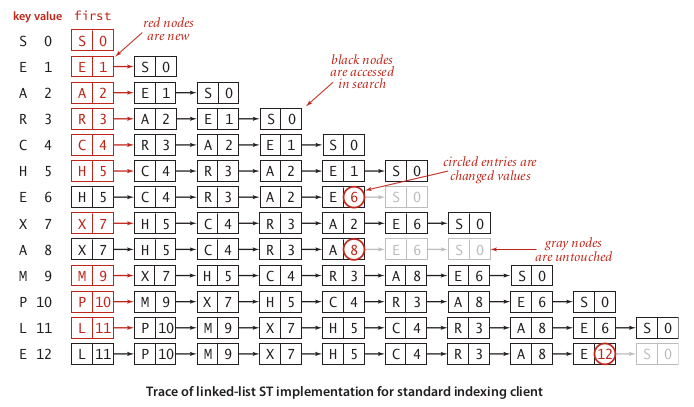 key value first
red nodes
are new
S 0 S 0
E 1 E 1 S 0
black nodes
are accessed
in search
A 2 A 2 E 1 S 0
R 3 R 3 A 2 E 1 S 0
C 4 C 4 R 3 A 2 E 1 S 0
circled entries are
changed values
H 5 H 5 C 4 R 3 A 2 E 1 S 0
E 6 H 5 C 4 R 3 A 2 E 6 S 0
X 7 X 7 H 5 C 4 R 3 A 2 E 6 S 0
gray nodes
are untouched
A 8 X 7 H 5 C 4 R 3 A 8 E 6 S 0
M 9 M 9 X 7 H 5 C 4 R 3 A 8 E 6 S 0
P 10 P 10 M 9 X 7 H 5 C 4 R 3 A 8 E 6 S 0
L 11 L 11 P 10 M 9 X 7 H 5 C 4 R 3 A 8 E 6 S 0
E 12 L 11 P 10 M 9 X 7 H 5 C 4 R 3 A 8 E 12 S 0
Trace of linked-list ST implementation for standard indexing client